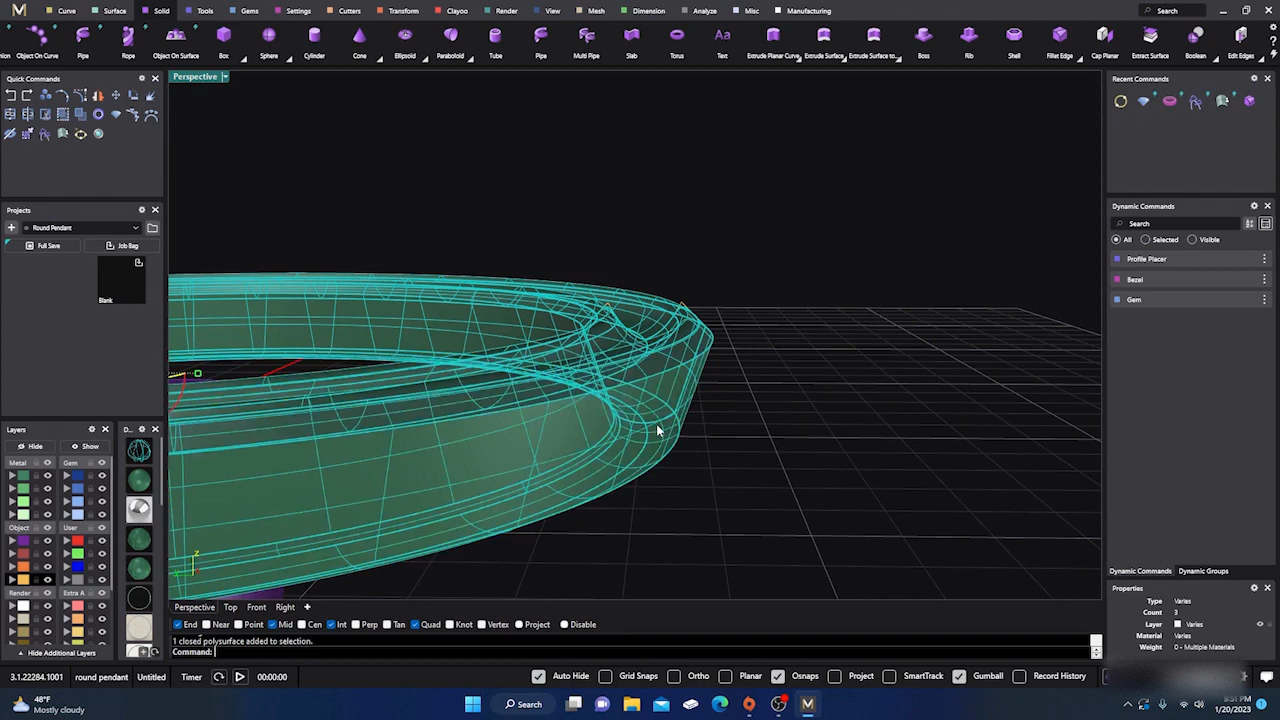 M Curve Surface Solid Tools Gems Settings Cutters Transform Clayoo Render View Mesh Dimension Analyze Misc Manufacturing Search
Object On Curve Pipe Rope Object On Surface Box Sphere Cylinder Cone Ellipsoid Paraboloid Tube Pipe Multi Pipe Slab Torus Text Extrude Planar Curve Extrude Surface Extrude Surface to... Boss Rib Shell Fillet Edge Cap Planar Extract Surface Boolean Edit Edges
Quick Commands
Perspective
Recent Commands
Projects
Round Pendant
Full Save Job Bag
Blank
Dynamic Commands
Search
All Selected Visible
Profile Placer
Bezel
Gem
Layers D...
Hide Show
Metal Gem
Object User
Render Extra A
Hide Additional Layers
z
y
Perspective Top Front Right
End Near Point Mid Cen Int Perp Tan Quad Knot Vertex Project Disable
1 closed polysurface added to selection.
Command:
Dynamic Commands Dynamic Groups
Properties
Type Varies
Count 3
Layer Varies
Material Varies
Weight 0 - Multiple Materials
3.1.22284.1001 round pendant Untitled Timer 00:00:00 Auto Hide Grid Snaps Ortho Planar Osnaps Project SmartTrack Gumball Record History
48°F
Mostly cloudy
Search
5:51 PM
1/20/2023